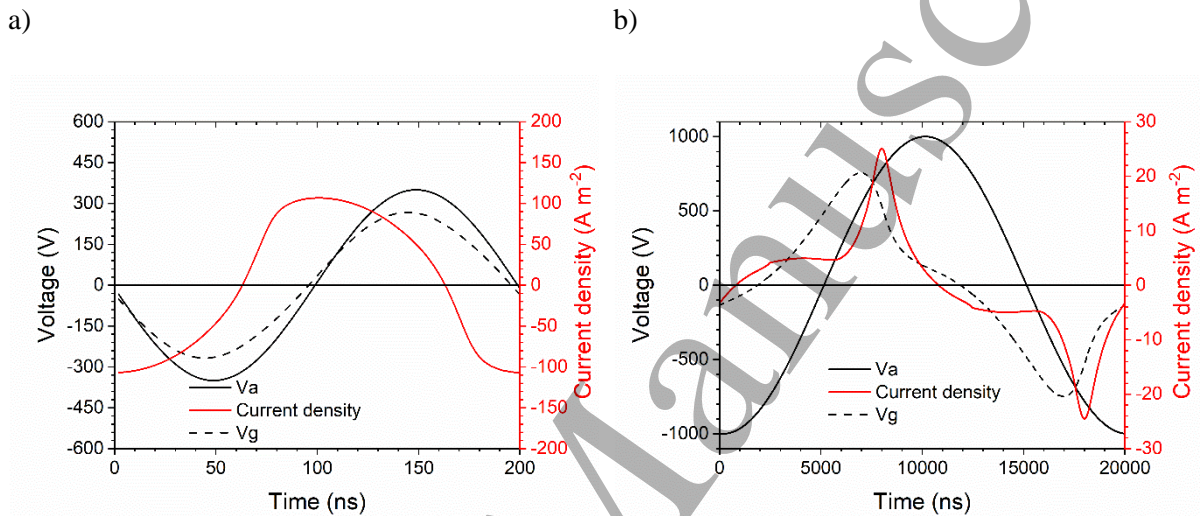 a)
b)
600
450
300
150
0
-150
-300
-450
-600
Voltage (V)
200
150
100
50
0
-50
-100
-150
-200
Current density (A m⁻²)
Va
Current density
Vg
0
50
100
150
200
Time (ns)
1000
500
0
-500
-1000
Voltage (V)
30
20
10
0
-10
-20
-30
Current density (A m⁻²)
Va
Current density
Vg
0
5000
10000
15000
20000
Time (ns)
Manusc